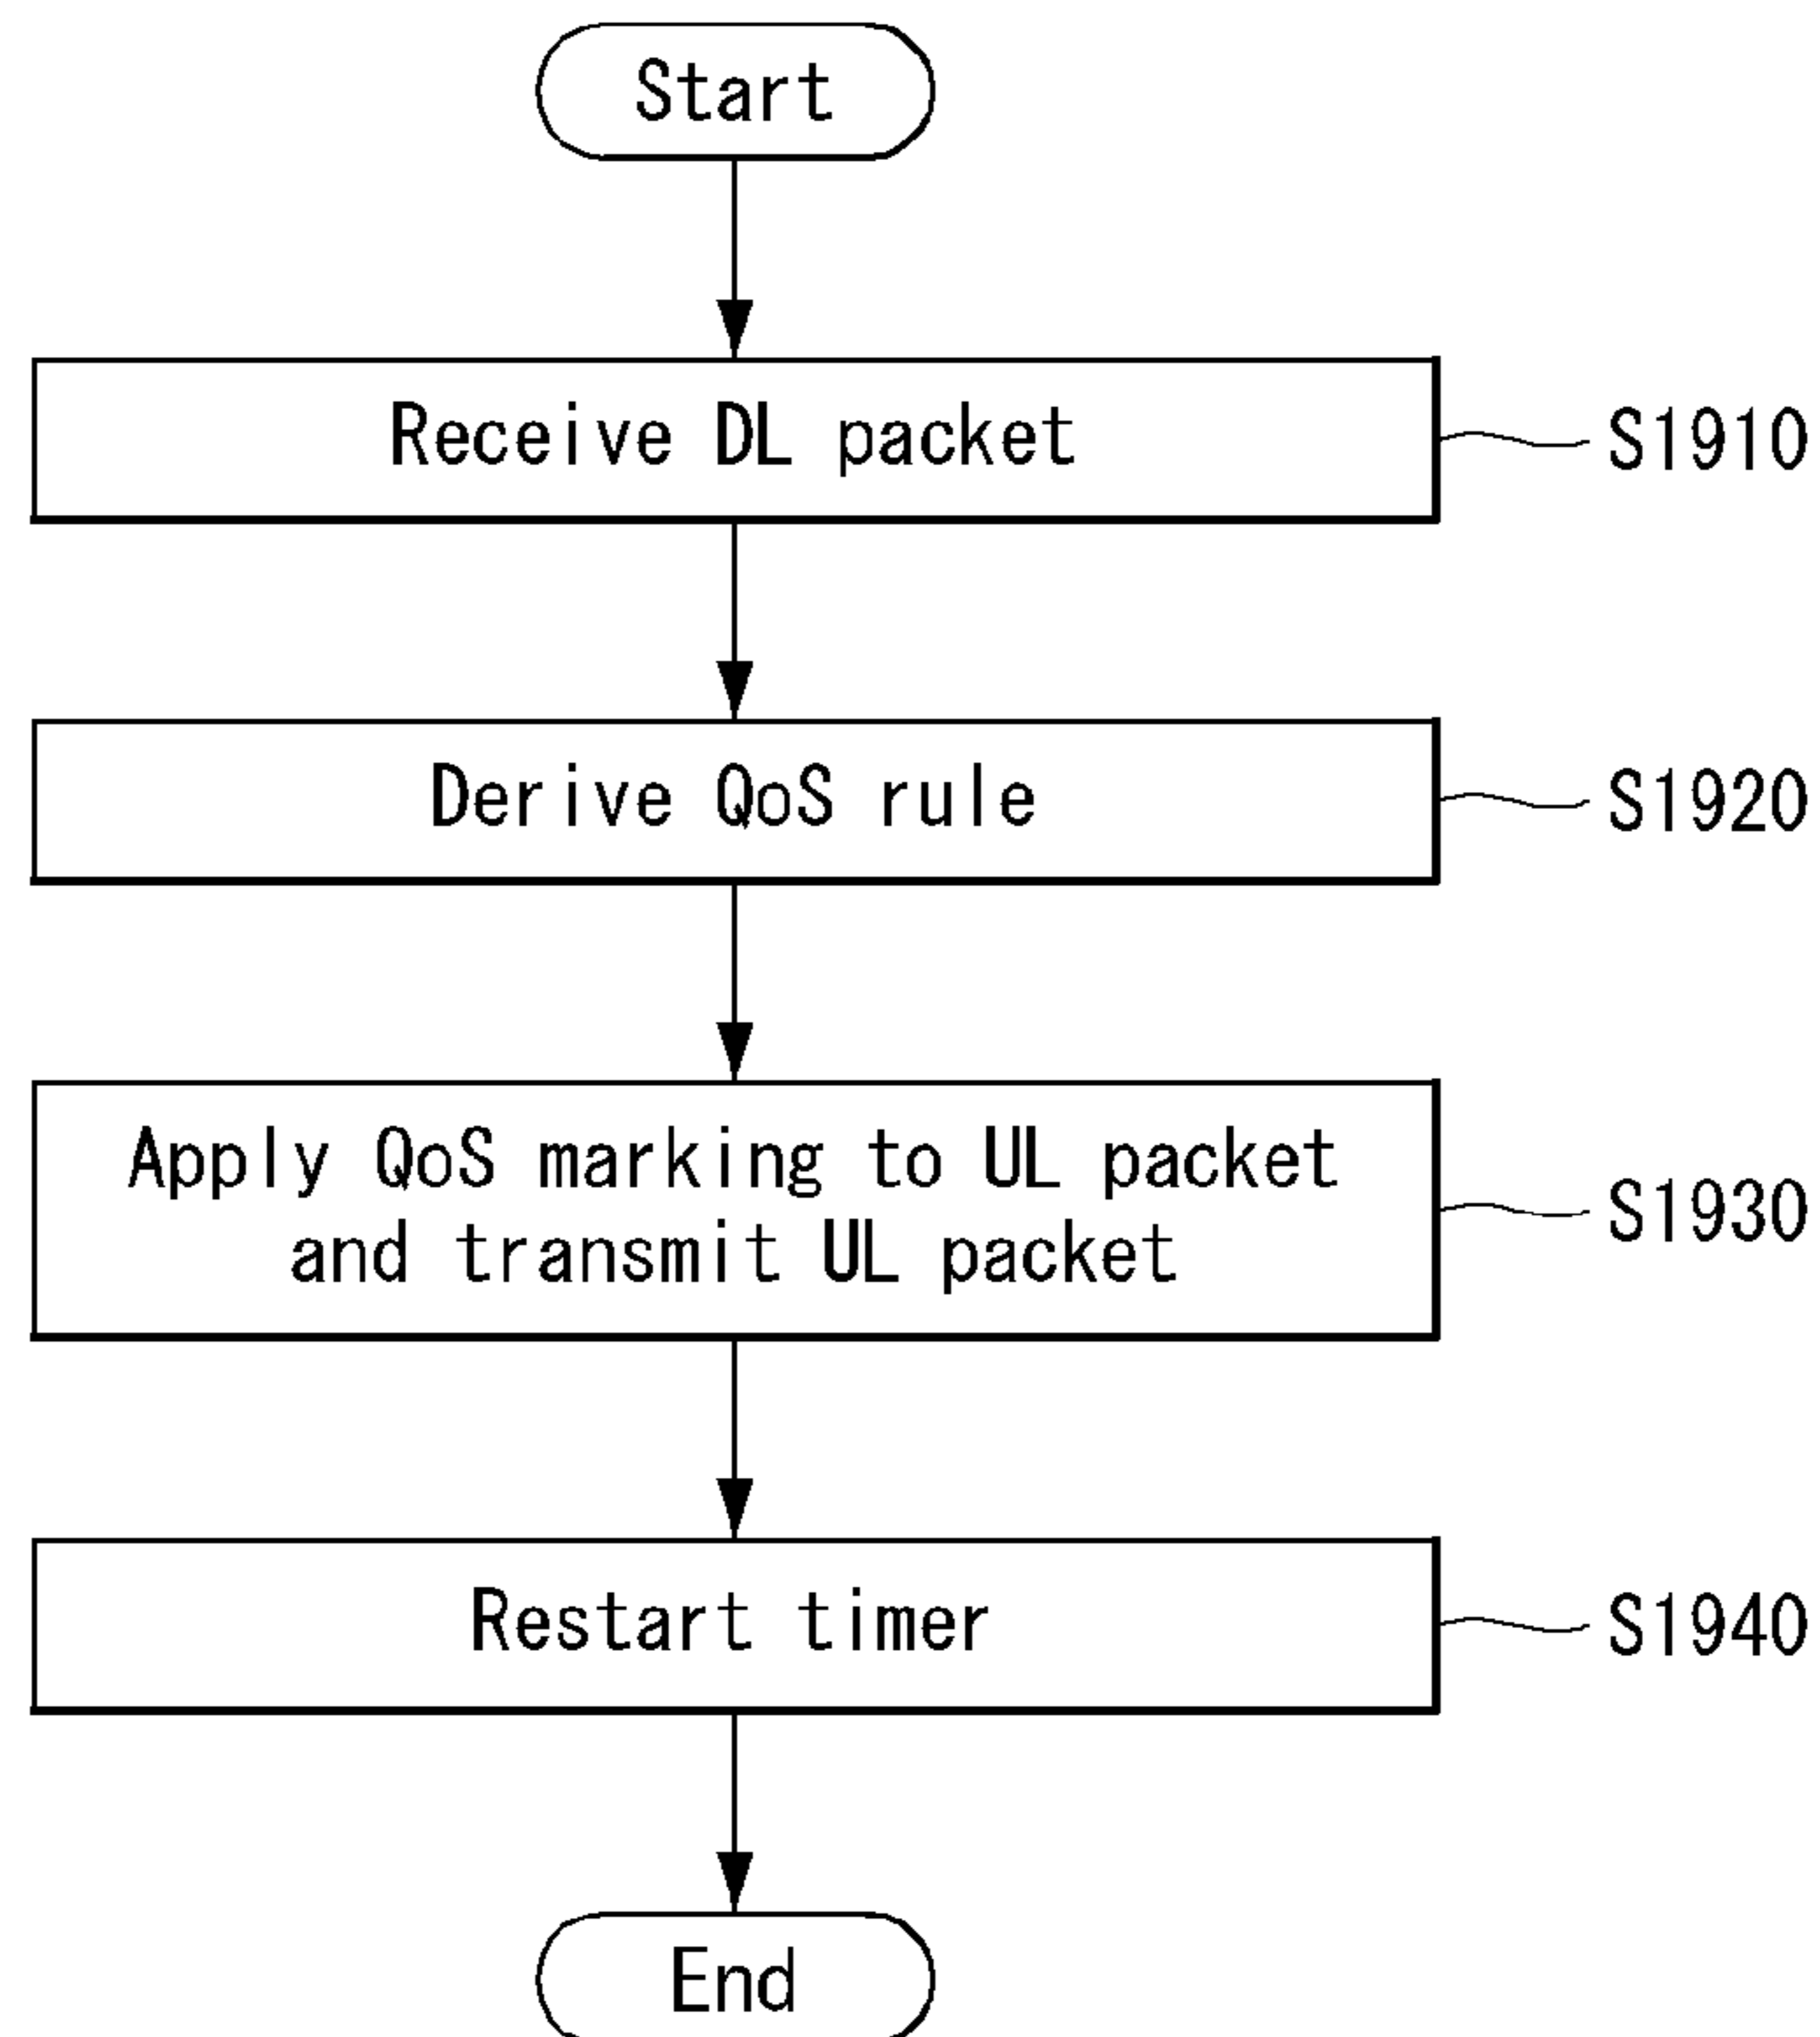 Start
Receive DL packet
S1910
Derive QoS rule
S1920
Apply QoS marking to UL packet
and transmit UL packet
S1930
Restart timer
S1940
End